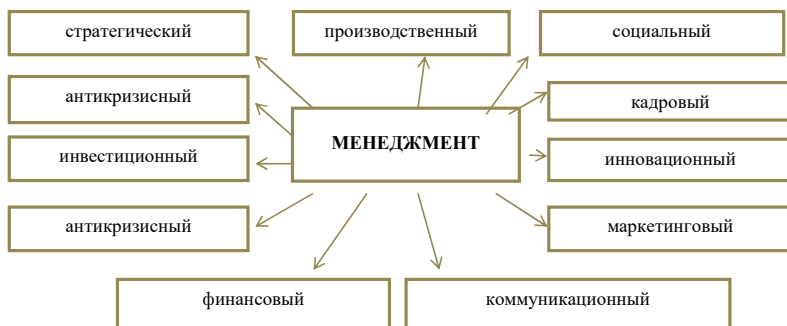 стратегический
производственный
социальный
антикризисный
кадровый
МЕНЕДЖМЕНТ
инвестиционный
инновационный
антикризисный
маркетинговый
финансовый
коммуникационный